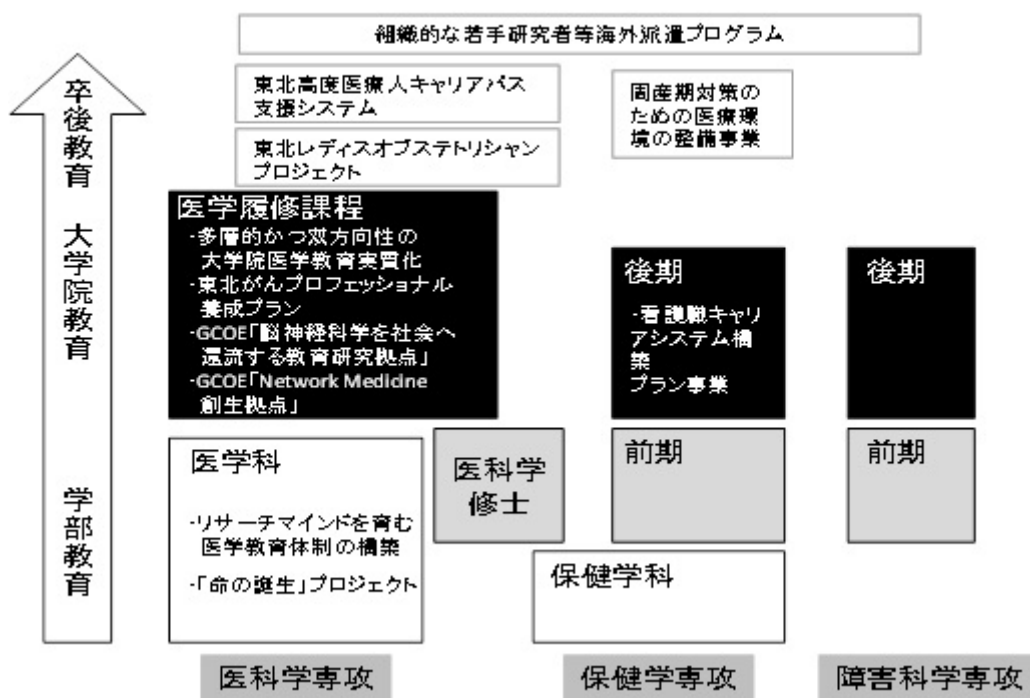 組織的な若手研究者等海外派遣プログラム
卒後教育
大学院教育
学部教育
東北高度医療人キャリアパス
支援システム
東北レディスオブステトリシャン
プロジェクト
周産期対策の
ための医療環
境の整備事業
医学履修課程
-多層的かつ双方向性の
大学院医学教育実質化
-東北がんプロフェッショナル
養成プラン
-GCOE「脳神経科学を社会へ
還流する教育研究拠点」
-GCOE「Network Medicine
創生拠点」
後期
-看護職キャリ
アシステム構
築
プラン事業
後期
医学科
-リサーチマインドを育む
医学教育体制の構築
-「命の誕生」プロジェクト
医科学
修士
前期
前期
保健学科
医科学専攻
保健学専攻
障害科学専攻